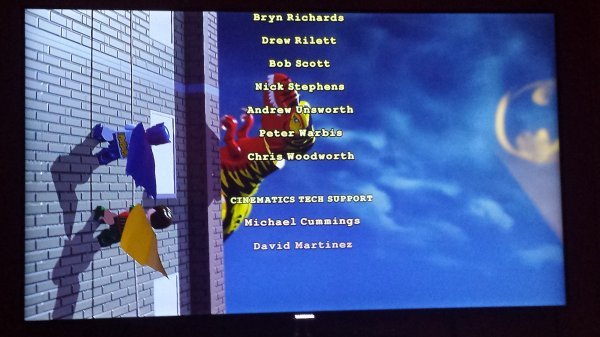 Bryn Richards
Drew Rilett
Bob Scott
Nick Stephens
Andrew Unsworth
Peter Warbis
Chris Woodworth
CINEMATICS TECH SUPPORT
Michael Cummings
David Martinez